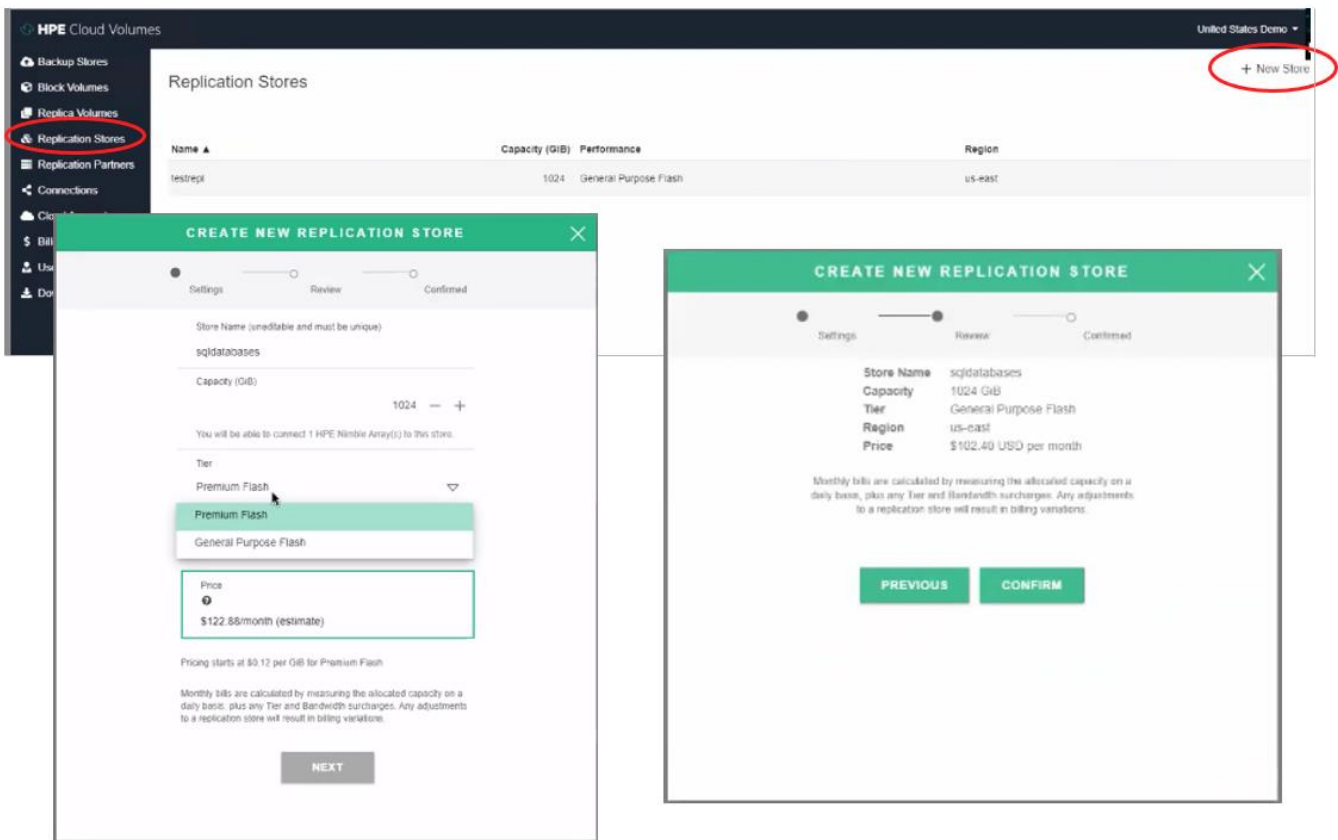 HPE Cloud Volumes
United States Demo
Backup Stores
Block Volumes
Replica Volumes
Replication Stores
Replication Partners
Connections
Replication Stores
+ New Store
Name ▲ Capacity (GiB) Performance Region
testrepl 1024 General Purpose Flash us-east
CREATE NEW REPLICATION STORE
Settings Review Confirmed
Store Name (uneditable and must be unique)
sqldatabases
Capacity (GiB)
1024 — +
You will be able to connect 1 HPE Nimble Array(s) to this store.
Tier
Premium Flash
Premium Flash
General Purpose Flash
Price
$122.88/month (estimate)
Pricing starts at $0.12 per GiB for Premium Flash
Monthly bills are calculated by measuring the allocated capacity on a
daily basis, plus any Tier and Bandwidth surcharges. Any adjustments
to a replication store will result in billing variations.
NEXT
CREATE NEW REPLICATION STORE
Settings Review Confirmed
Store Name sqldatabases
Capacity 1024 GiB
Tier General Purpose Flash
Region us-east
Price $102.40 USD per month
Monthly bills are calculated by measuring the allocated capacity on a
daily basis, plus any Tier and Bandwidth surcharges. Any adjustments
to a replication store will result in billing variations.
PREVIOUS CONFIRM